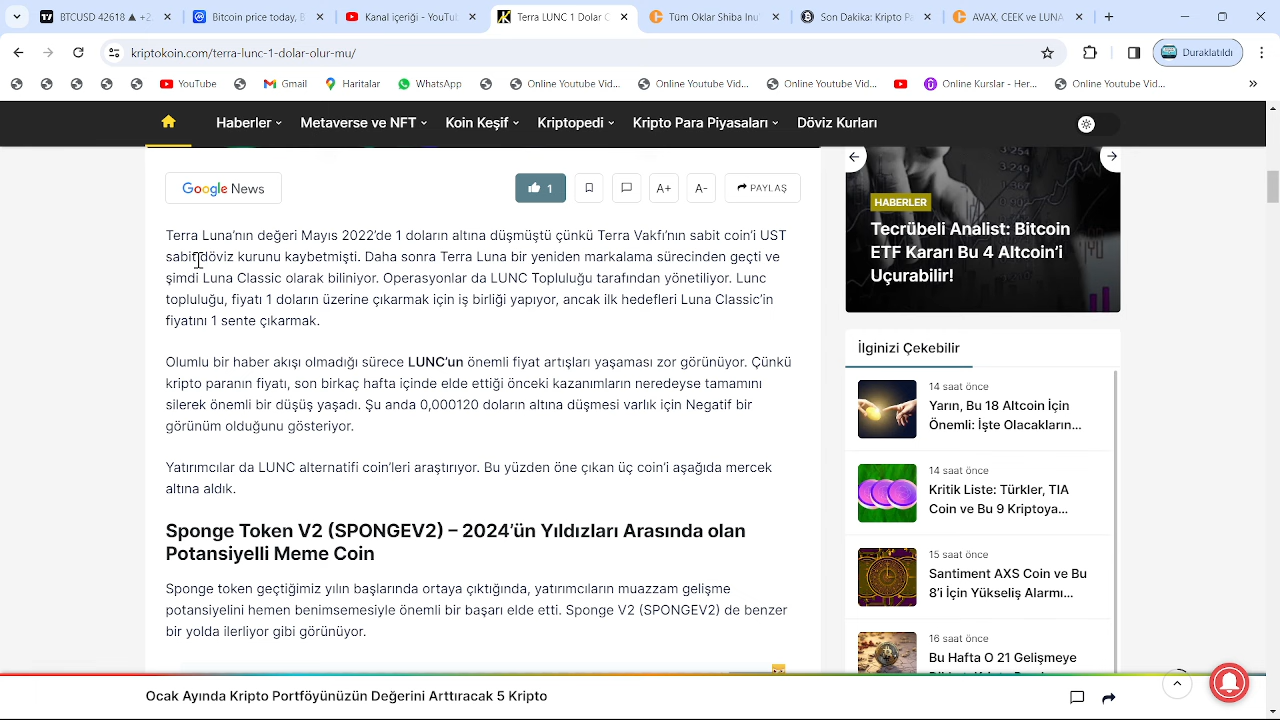 BTCUSD 42618 ▲ +2.
Bitcoin price today, B
Kanal içeriği - YouTu
Terra LUNC 1 Dolar O
Tüm Olar Shiba Inu
Son Dakika: Kripto Pa
AVAX, CEEK ve LUNA
kriptokoin.com/terra-lunc-1-dolar-olur-mu/
Duraklatıldı
YouTube
Gmail
Haritalar
WhatsApp
Online Youtube Vid...
Online Youtube Vid...
Online Youtube Vid...
Online Kurslar - Her...
Online Youtube Vid...
Haberler
Metaverse ve NFT
Koin Keşif
Kriptopedi
Kripto Para Piyasaları
Döviz Kurları
Google News
1
A+
A-
PAYLAŞ
Terra Luna'nın değeri Mayıs 2022'de 1 doların altına düşmüştü çünkü Terra Vakfı'nın sabit coin'i UST
sabit döviz kurunu kaybetmişti. Daha sonra Terra Luna bir yeniden markalama sürecinden geçti ve
şimdi Luna Classic olarak biliniyor. Operasyonlar da LUNC Topluluğu tarafından yönetiliyor. Lunc
topluluğu, fiyatı 1 doların üzerine çıkarmak için iş birliği yapıyor, ancak ilk hedefleri Luna Classic'in
fiyatını 1 sente çıkarmak.
Olumlu bir haber akışı olmadığı sürece LUNC'un önemli fiyat artışları yaşaması zor görünüyor. Çünkü
kripto paranın fiyatı, son birkaç hafta içinde elde ettiği önceki kazanımların neredeyse tamamını
silerek önemli bir düşüş yaşadı. Şu anda 0,000120 doların altına düşmesi varlık için Negatif bir
görünüm olduğunu gösteriyor.
Yatırımcılar da LUNC alternatifi coin'leri araştırıyor. Bu yüzden öne çıkan üç coin'i aşağıda mercek
altına aldık.
Sponge Token V2 (SPONGEV2) – 2024'ün Yıldızları Arasında olan
Potansiyelli Meme Coin
Sponge token geçtiğimiz yılın başlarında ortaya çıktığında, yatırımcıların muazzam gelişme
potansiyelini hemen benimsemesiyle önemli bir başarı elde etti. Sponge V2 (SPONGEV2) de benzer
bir yolda ilerliyor gibi görünüyor.
HABERLER
Tecrübeli Analist: Bitcoin
ETF Kararı Bu 4 Altcoin'i
Uçurabilir!
İlginizi Çekebilir
14 saat önce
Yarın, Bu 18 Altcoin İçin
Önemli: İşte Olacakların...
14 saat önce
Kritik Liste: Türkler, TIA
Coin ve Bu 9 Kriptoya...
15 saat önce
Santiment AXS Coin ve Bu
8'i İçin Yükseliş Alarmı...
16 saat önce
Bu Hafta O 21 Gelişmeye
Ocak Ayında Kripto Portföyünüzün Değerini Arttıracak 5 Kripto